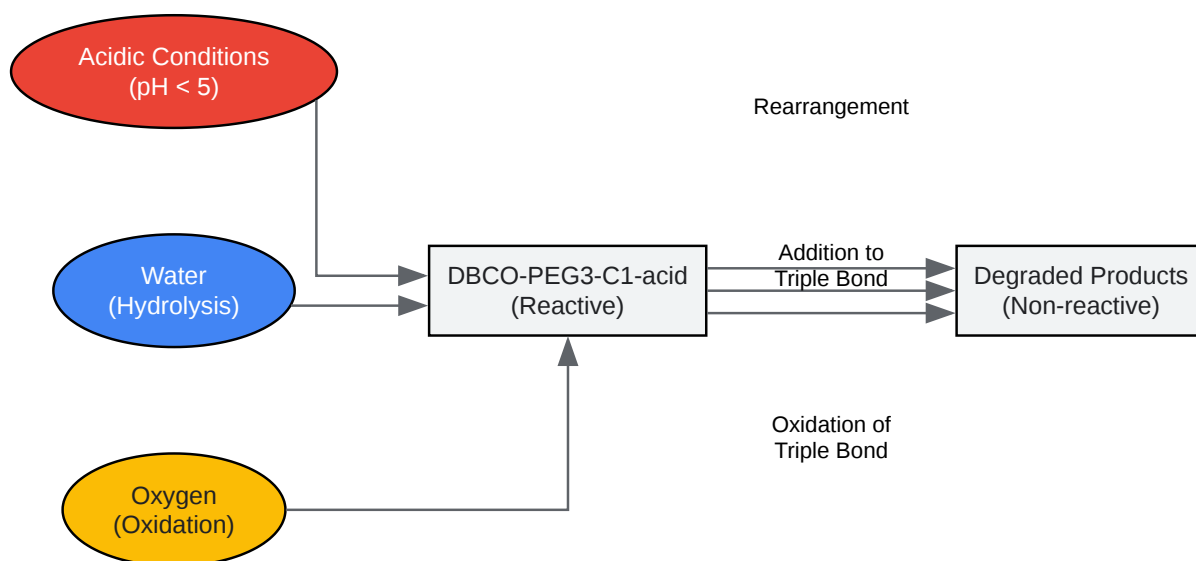 Acidic Conditions
(pH < 5)
Rearrangement
Water
(Hydrolysis)
DBCO-PEG3-C1-acid
(Reactive)
Addition to
Triple Bond
Degraded Products
(Non-reactive)
Oxidation of
Triple Bond
Oxygen
(Oxidation)